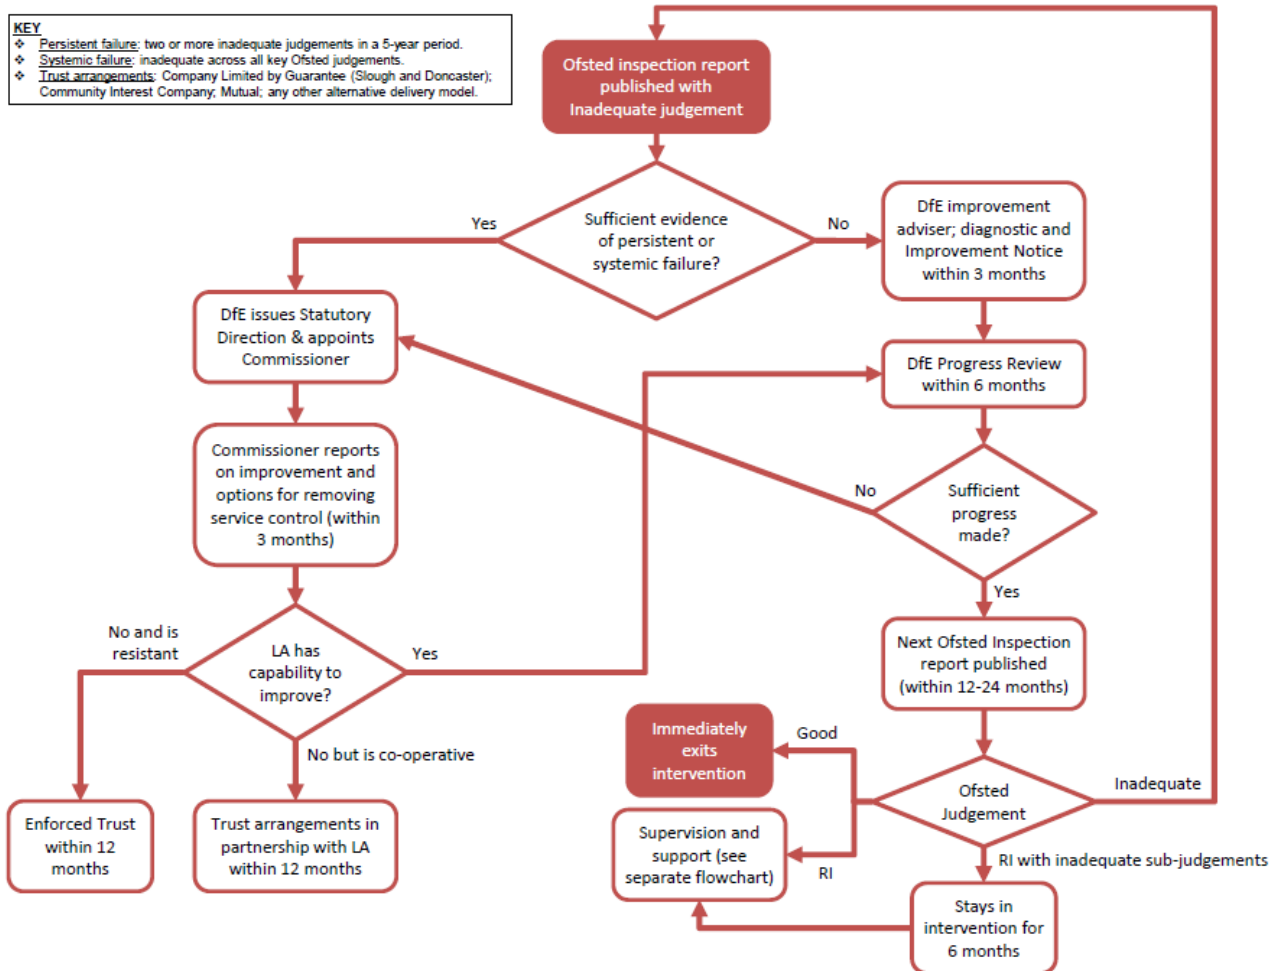 KEY
❖ Persistent failure: two or more inadequate judgements in a 5-year period.
❖ Systemic failure: inadequate across all key Ofsted judgements.
❖ Trust arrangements: Company Limited by Guarantee (Slough and Doncaster);
Community Interest Company; Mutual; any other alternative delivery model.
Ofsted inspection report
published with
Inadequate judgement
Sufficient evidence
of persistent or
systemic failure?
Yes
No
DfE improvement
adviser; diagnostic and
Improvement Notice
within 3 months
DfE issues Statutory
Direction & appoints
Commissioner
DfE Progress Review
within 6 months
Commissioner reports
on improvement and
options for removing
service control (within
3 months)
Sufficient
progress
made?
No
Yes
LA has
capability to
improve?
No and is
resistant
Yes
No but is co-operative
Next Ofsted Inspection
report published
(within 12-24 months)
Enforced Trust
within 12
months
Trust arrangements in
partnership with LA
within 12 months
Immediately
exits
intervention
Good
Ofsted
Judgement
Inadequate
Supervision and
support (see
separate flowchart)
RI
RI with inadequate sub-judgements
Stays in
intervention for
6 months